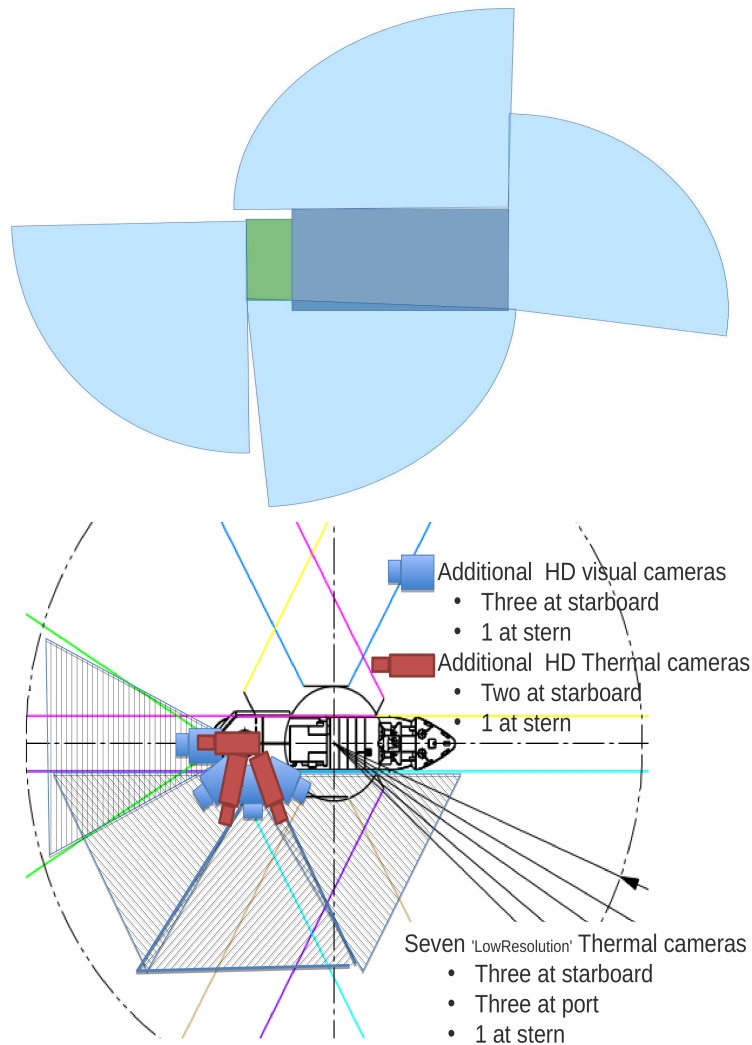 Additional HD visual cameras
• Three at starboard
• 1 at stern
Additional HD Thermal cameras
• Two at starboard
• 1 at stern
Seven 'LowResolution' Thermal cameras
• Three at starboard
• Three at port
• 1 at stern